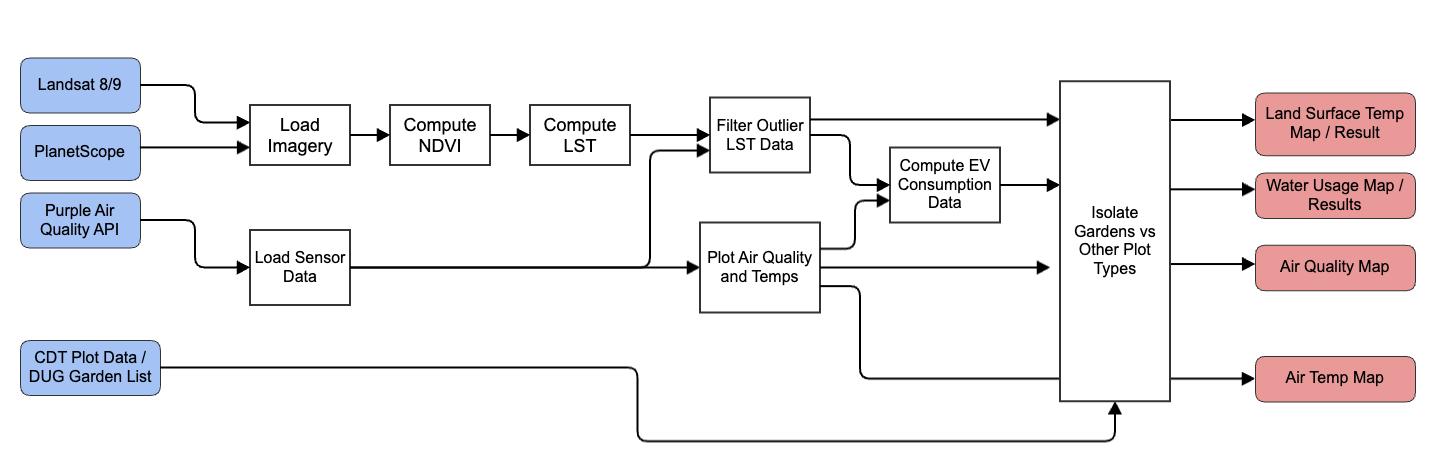 Landsat 8/9
PlanetScope
Purple Air
Quality API
CDT Plot Data /
DUG Garden List
Load
Imagery
Compute
NDVI
Compute
LST
Load Sensor
Data
Filter Outlier
LST Data
Plot Air Quality
and Temps
Compute EV
Consumption
Data
Isolate
Gardens vs
Other Plot
Types
Land Surface Temp
Map / Result
Water Usage Map /
Results
Air Quality Map
Air Temp Map